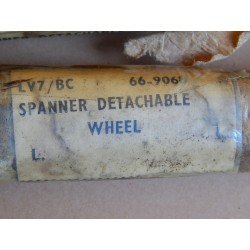 LV7/BC 66-906
SPANNER DETACHABLE
WHEEL
L. L.